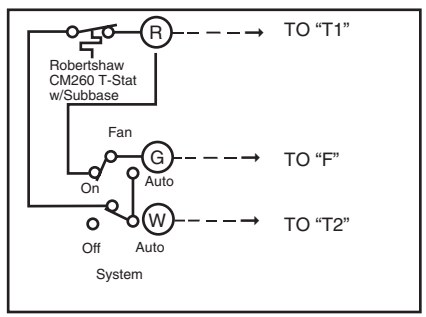 R
TO “T1”
Robertshaw
CM260 T-Stat
w/Subbase
Fan
G
TO “F”
On
Auto
W
TO “T2”
Off
Auto
System